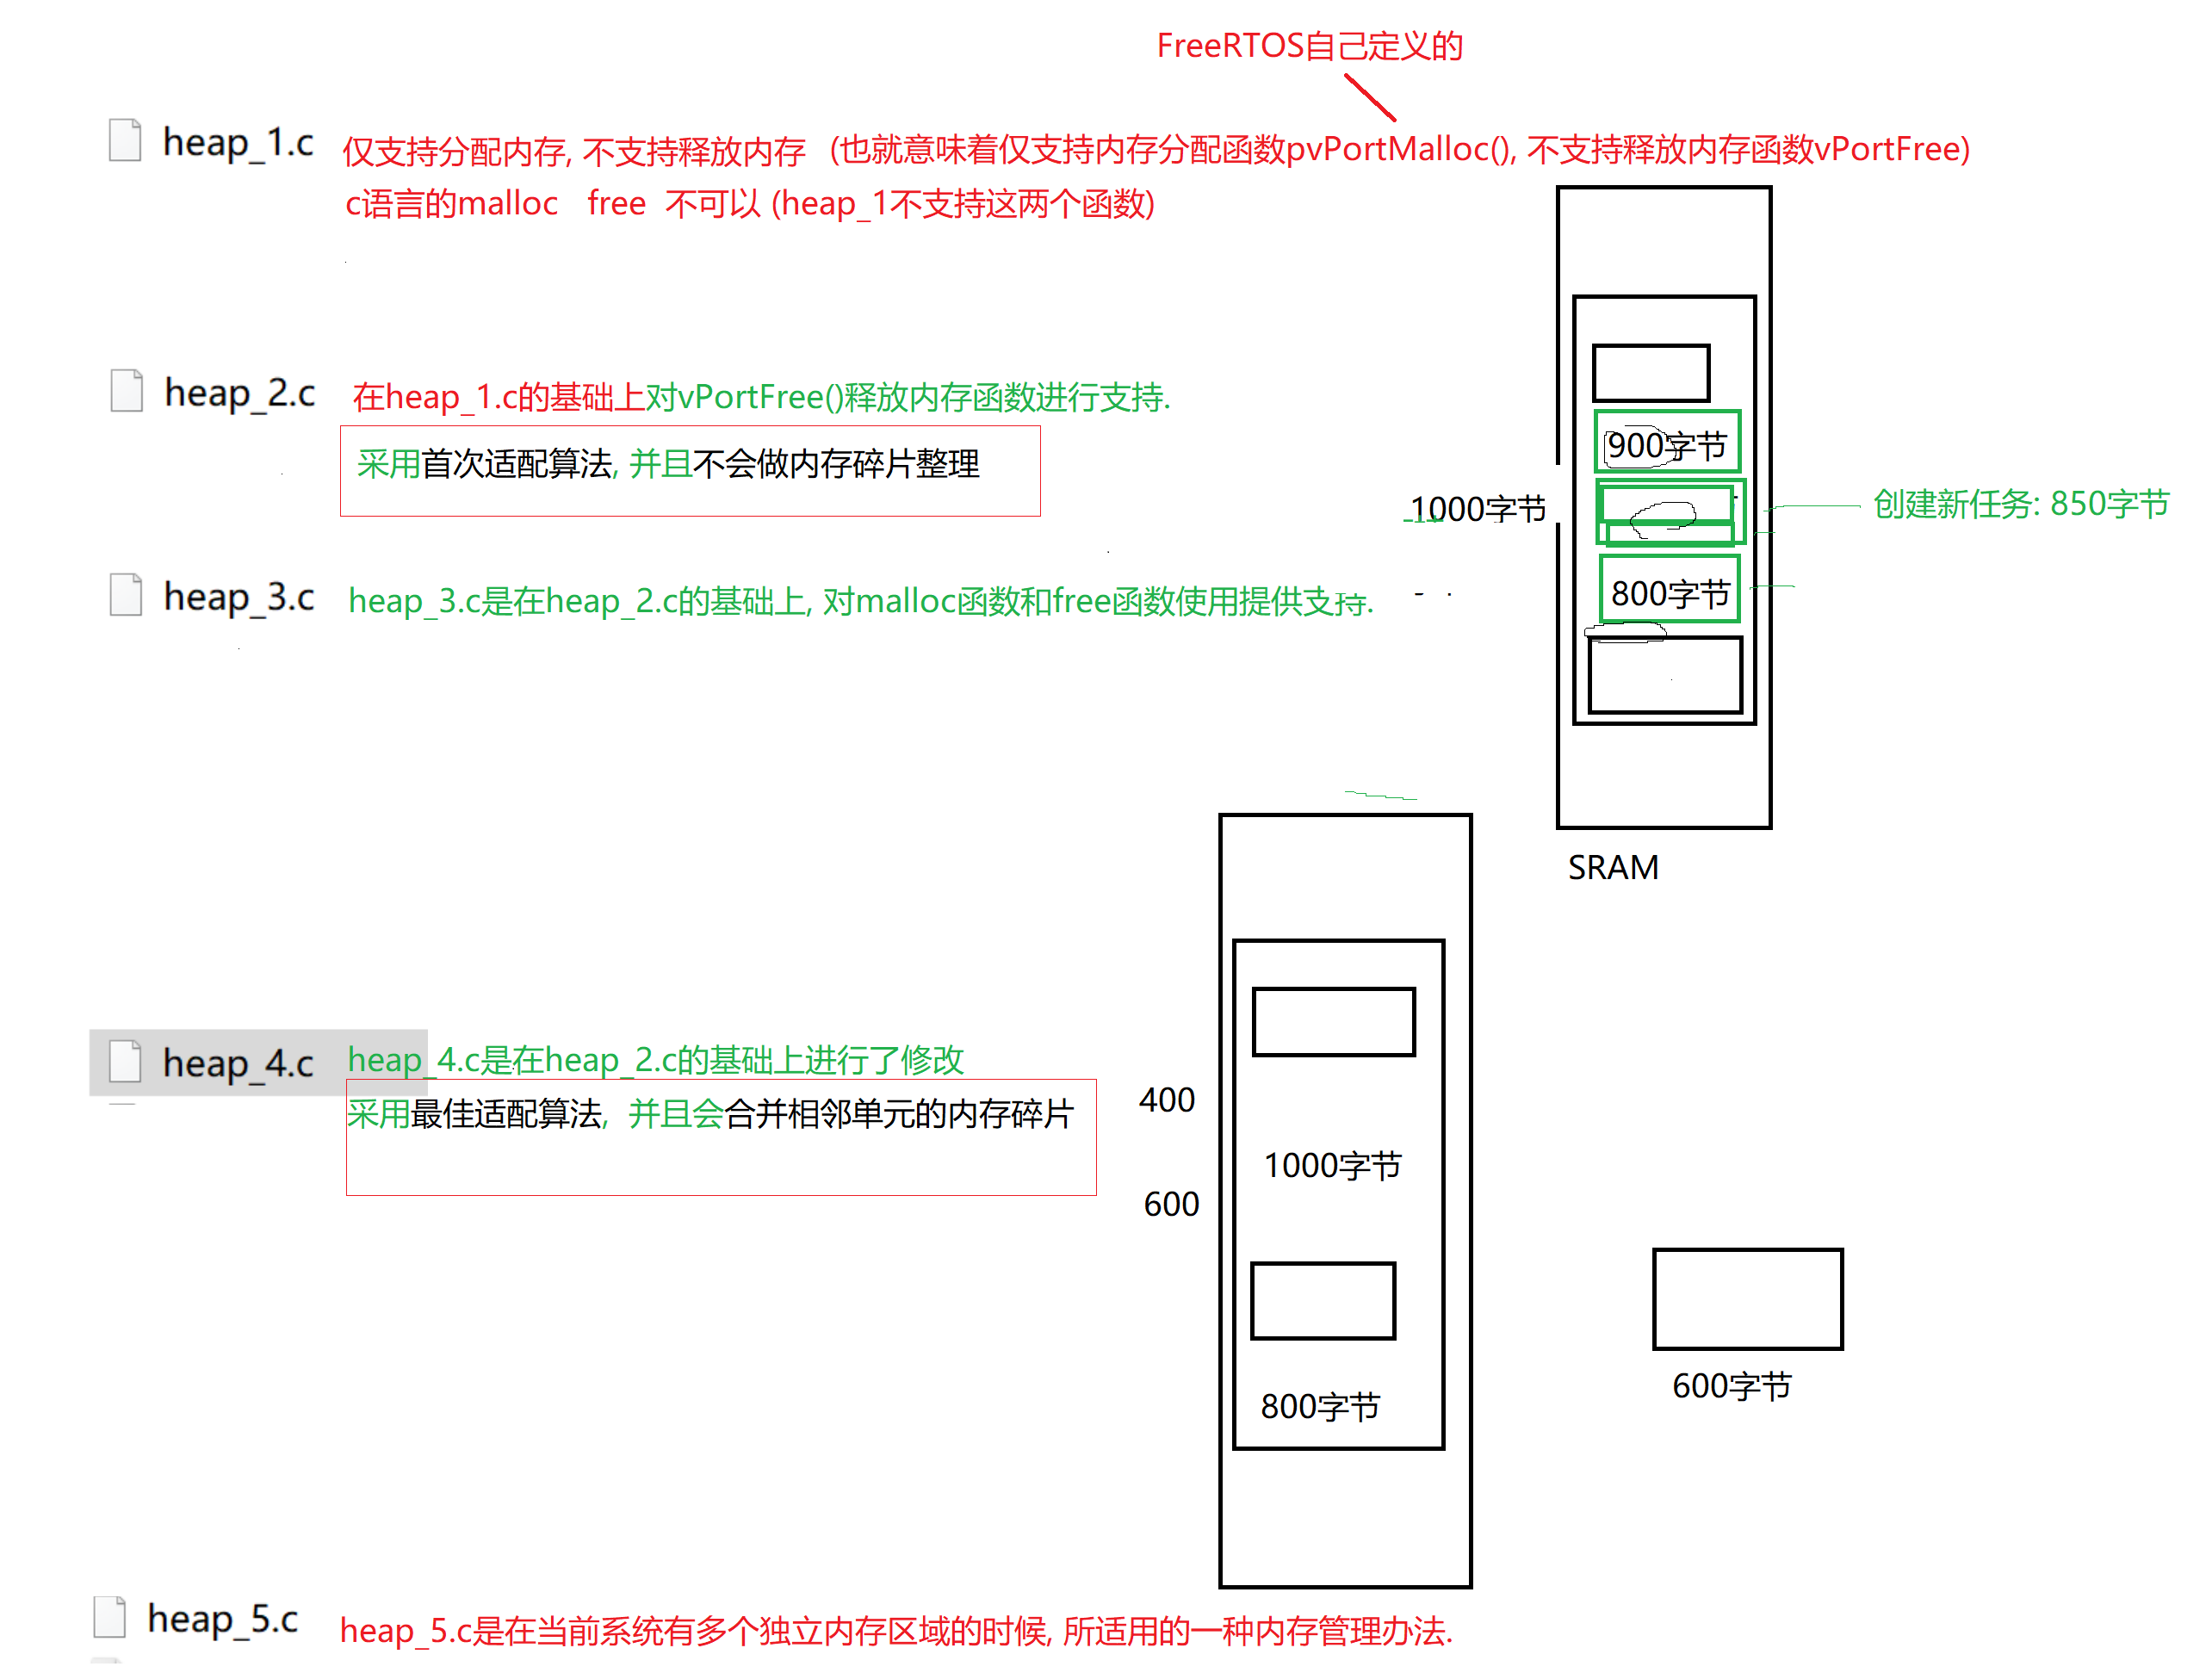 FreeRTOS自己定义的
heap_1.c 仅支持分配内存, 不支持释放内存 (也就意味着仅支持内存分配函数pvPortMalloc(), 不支持释放内存函数vPortFree)
c语言的malloc free 不可以 (heap_1不支持这两个函数)
heap_2.c 在heap_1.c的基础上对vPortFree()释放内存函数进行支持.
采用首次适配算法, 并且不会做内存碎片整理
900字节
1000字节
创建新任务: 850字节
heap_3.c heap_3.c是在heap_2.c的基础上, 对malloc函数和free函数使用提供支持.
800字节
SRAM
heap_4.c heap_4.c是在heap_2.c的基础上进行了修改
采用最佳适配算法, 并且会合并相邻单元的内存碎片
400
1000字节
600
600字节
800字节
heap_5.c heap_5.c是在当前系统有多个独立内存区域的时候, 所适用的一种内存管理办法.